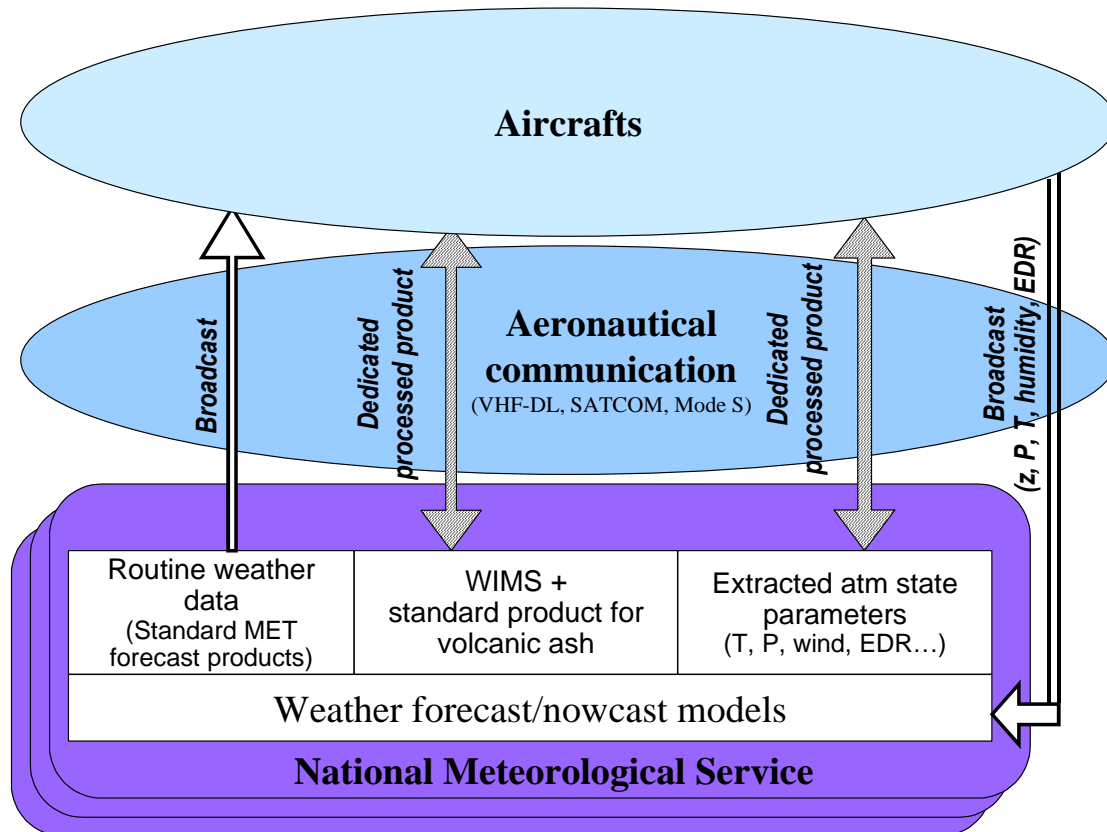 Aircrafts
Broadcast
Dedicated
processed product
Aeronautical
communication
(VHF-DL, SATCOM, Mode S)
Dedicated
processed product
Broadcast
(z, P, T, humidity, EDR)
Routine weather
data
(Standard MET
forecast products)
WIMS +
standard product for
volcanic ash
Extracted atm state
parameters
(T, P, wind, EDR…)
Weather forecast/nowcast models
National Meteorological Service